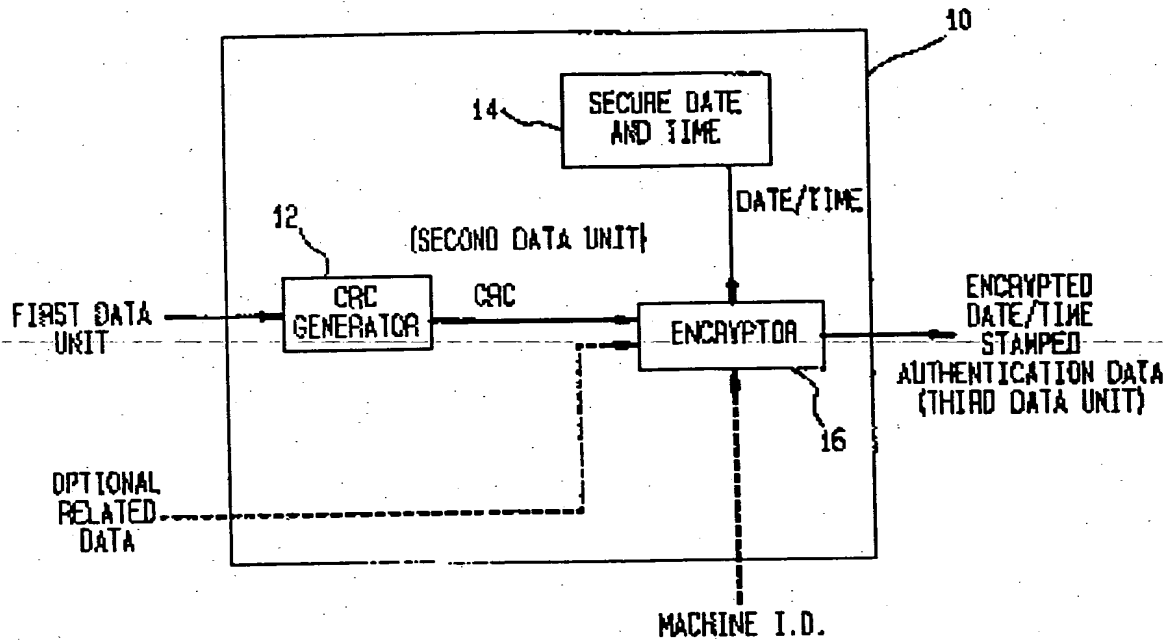 10
14
SECURE DATE
AND TIME
DATE/TIME
12
(SECOND DATA UNIT)
CRC
GENERATOR
CRC
FIRST DATA
UNIT
ENCRYPTOR
ENCRYPTED
DATE/TIME
STAMPED
AUTHENTICATION DATA
(THIRD DATA UNIT)
16
OPTIONAL
RELATED
DATA
MACHINE I.D.